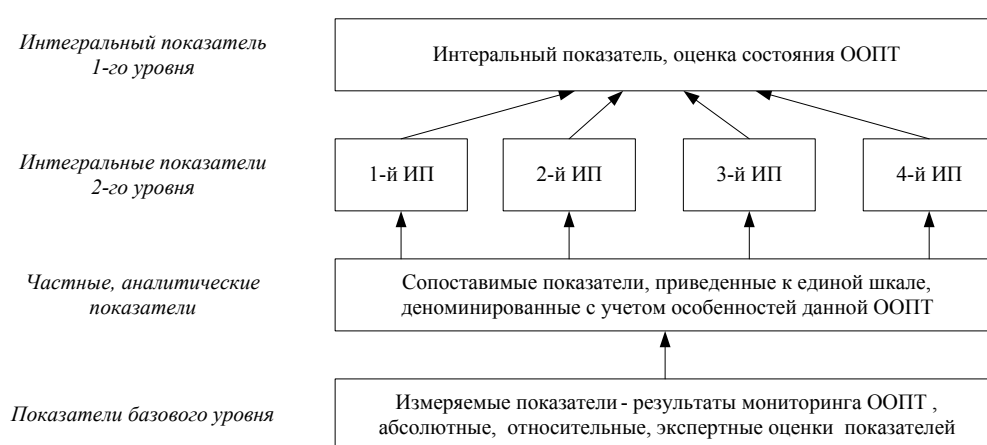 Интегральный показатель
1-го уровня
Интеральный показатель, оценка состояния ООПТ
Интегральные показатели
2-го уровня
1-й ИП
2-й ИП
3-й ИП
4-й ИП
Частные, аналитические
показатели
Сопоставимые показатели, приведенные к единой шкале,
деноминированные с учетом особенностей данной ООПТ
Показатели базового уровня
Измеряемые показатели - результаты мониторинга ООПТ ,
абсолютные, относительные, экспертные оценки показателей